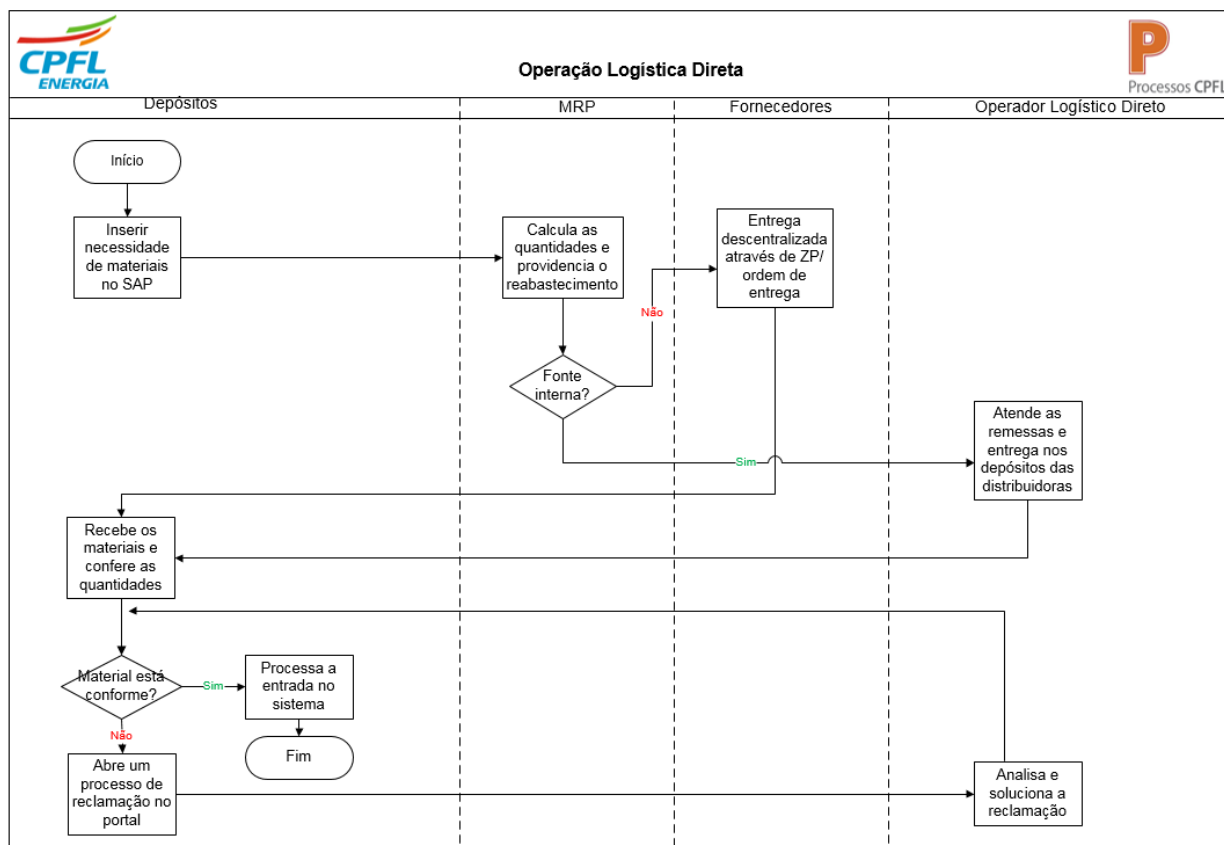 CPFL
ENERGIA
Operação Logística Direta
P
Processos CPFL
Depósitos
MRP
Fornecedores
Operador Logístico Direto
Início
Inserir
necessidade
de materiais
no SAP
Calcula as
quantidades e
providencia o
reabastecimento
Entrega
descentralizada
através de ZP/
ordem de
entrega
Não
Fonte
interna?
Sim
Atende as
remessas e
entrega nos
depósitos das
distribuidoras
Recebe os
materiais e
confere as
quantidades
Material está
conforme?
Sim
Processa a
entrada no
sistema
Não
Fim
Abre um
processo de
reclamação no
portal
Analisa e
soluciona a
reclamação